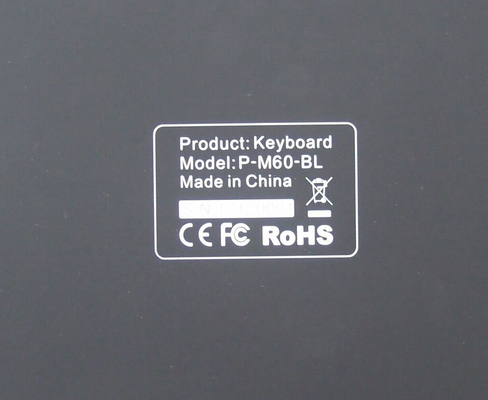 Product: Keyboard
Model: P-M60-BL
Made in China
CE FC RoHS